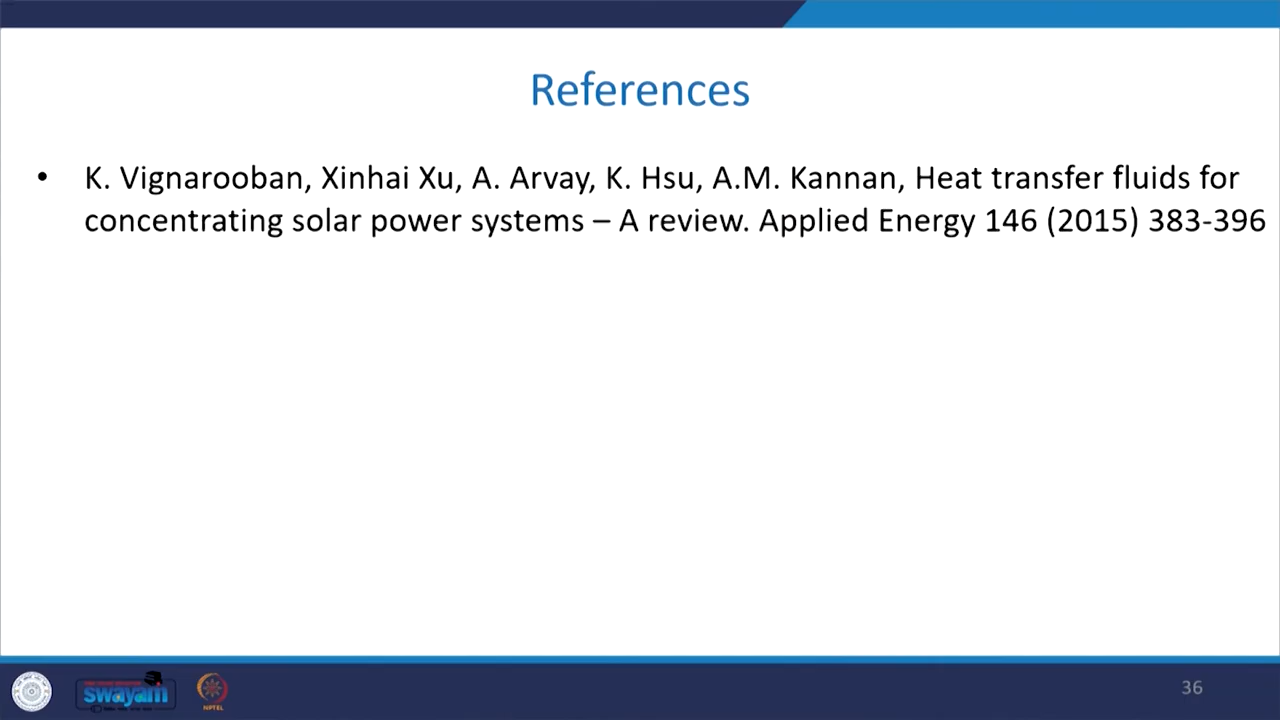 References
• K. Vignarooban, Xinhai Xu, A. Arvay, K. Hsu, A.M. Kannan, Heat transfer fluids for
concentrating solar power systems – A review. Applied Energy 146 (2015) 383-396
swayam
NPTEL
36